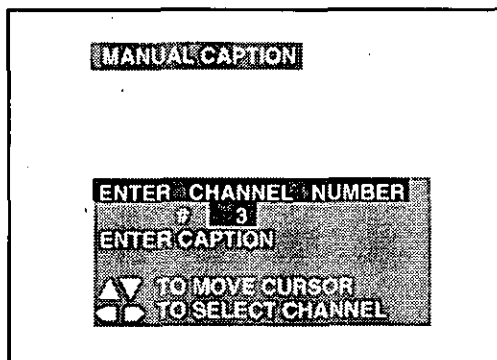 MANUAL CAPTION
ENTER CHANNEL NUMBER
# 3
ENTER CAPTION
▲▼ TO MOVE CURSOR
◀▶ TO SELECT CHANNEL